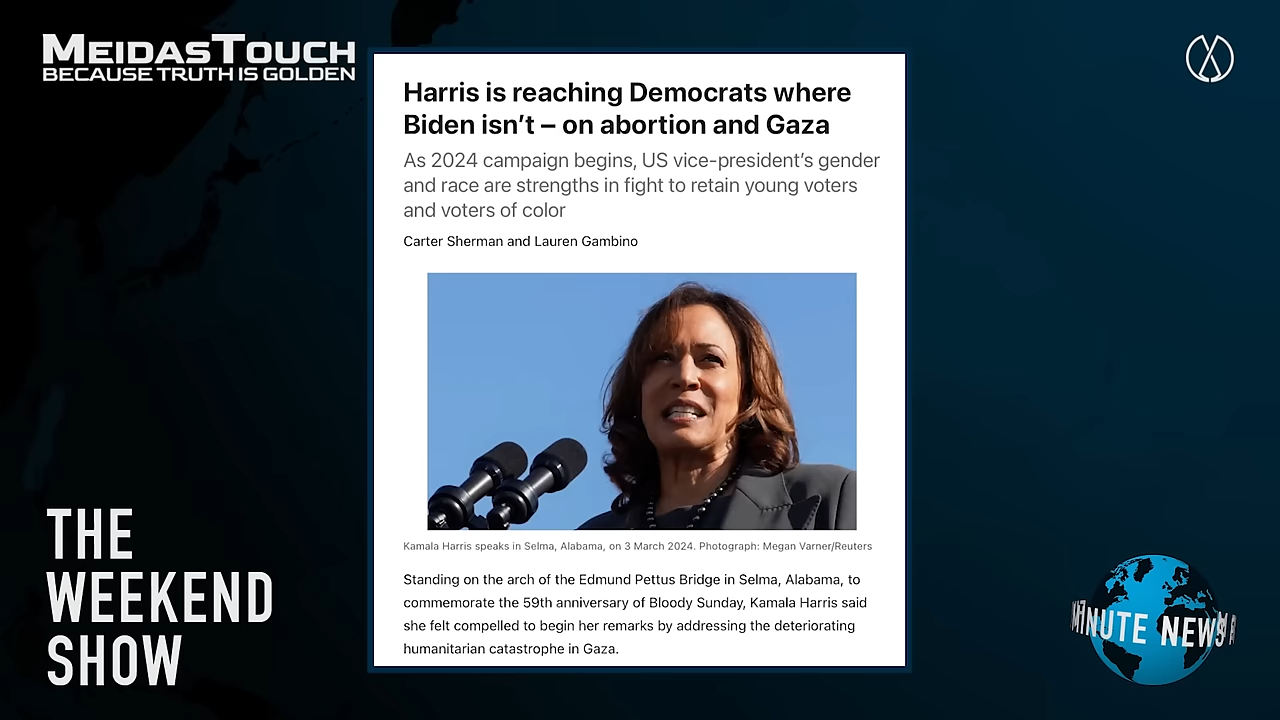 MEIDASTOUCH
BECAUSE TRUTH IS GOLDEN
Harris is reaching Democrats where
Biden isn’t – on abortion and Gaza
As 2024 campaign begins, US vice-president’s gender
and race are strengths in fight to retain young voters
and voters of color
Carter Sherman and Lauren Gambino
Kamala Harris speaks in Selma, Alabama, on 3 March 2024. Photograph: Megan Varner/Reuters
Standing on the arch of the Edmund Pettus Bridge in Selma, Alabama, to
commemorate the 59th anniversary of Bloody Sunday, Kamala Harris said
she felt compelled to begin her remarks by addressing the deteriorating
humanitarian catastrophe in Gaza.
THE
WEEKEND
SHOW
MINUTE NEWS